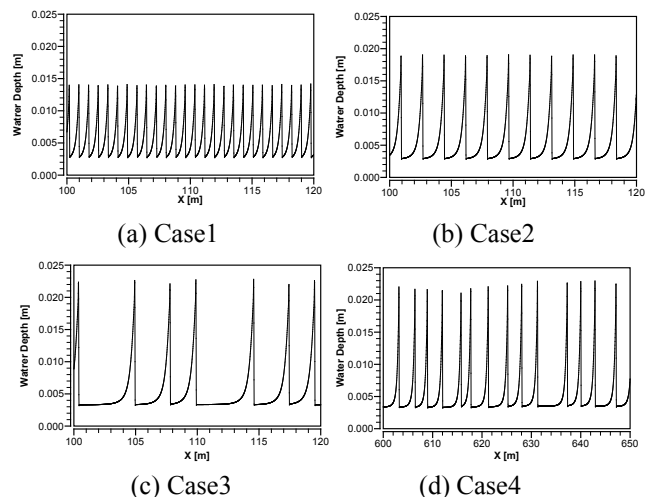 0.025
0.020
0.015
0.010
0.005
0.000
Watrer Depth [m]
100 105 110 115 120
X [m]
(a) Case1
0.025
0.020
0.015
0.010
0.005
0.000
Watrer Depth [m]
100 105 110 115 120
X [m]
(b) Case2
0.025
0.020
0.015
0.010
0.005
0.000
Watrer Depth [m]
100 105 110 115 120
X [m]
(c) Case3
0.025
0.020
0.015
0.010
0.005
0.000
Water Depth [m]
600 610 620 630 640 650
X [m]
(d) Case4